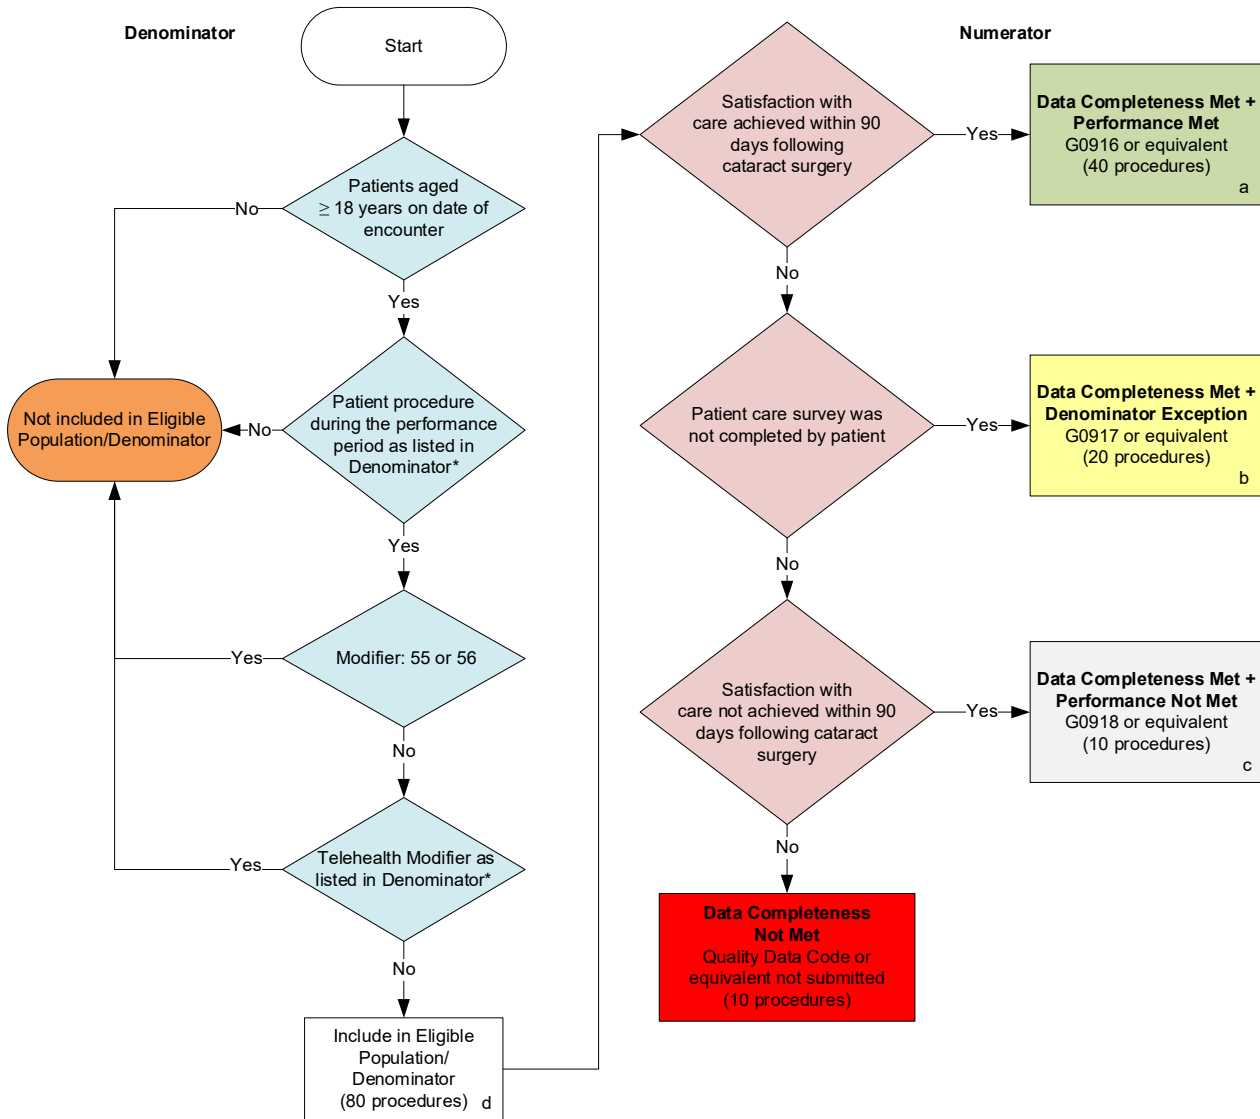 Denominator
Start
No
Patients aged
≥ 18 years on date of
encounter
Yes
Not included in Eligible
Population/Denominator
No
Patient procedure
during the performance
period as listed in
Denominator*
Yes
Yes
Modifier: 55 or 56
No
Yes
Telehealth Modifier as
listed in Denominator*
No
Include in Eligible
Population/
Denominator
(80 procedures)
d
Numerator
Satisfaction with
care achieved within 90
days following
cataract surgery
Yes
Data Completeness Met +
Performance Met
G0916 or equivalent
(40 procedures)
a
No
Patient care survey was
not completed by patient
Yes
Data Completeness Met +
Denominator Exception
G0917 or equivalent
(20 procedures)
b
No
Satisfaction with
care not achieved within 90
days following cataract
surgery
Yes
Data Completeness Met +
Performance Not Met
G0918 or equivalent
(10 procedures)
c
No
Data Completeness
Not Met
Quality Data Code or
equivalent not submitted
(10 procedures)